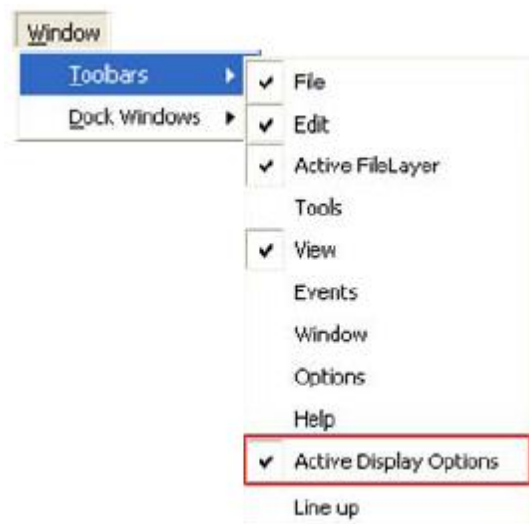 Window
Toobars
Dock Windows
File
Edit
Active FileLayer
Tools
View
Events
Window
Options
Help
Active Display Options
Line up